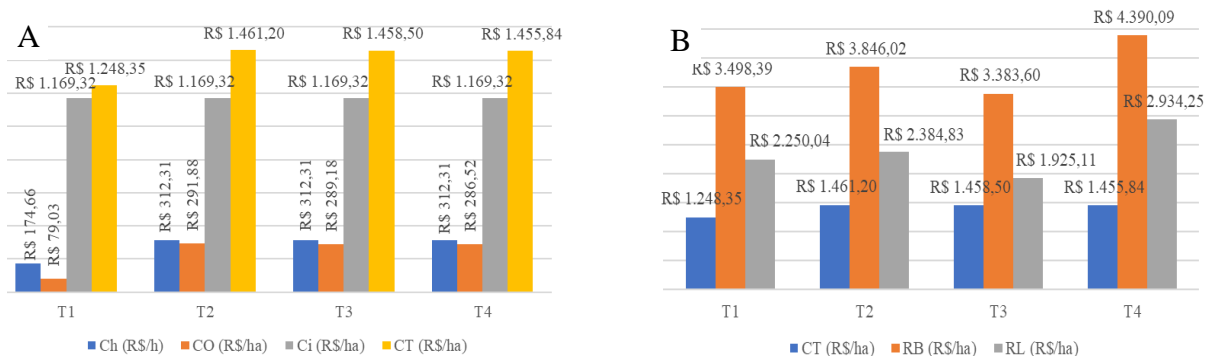 A
R$ 174,66
R$ 79,03
R$ 1.169,32
R$ 1.248,35
R$ 312,31
R$ 291,88
R$ 1.169,32
R$ 1.461,20
R$ 312,31
R$ 289,18
R$ 1.169,32
R$ 1.458,50
R$ 312,31
R$ 286,52
R$ 1.169,32
R$ 1.455,84
T1 T2 T3 T4
Ch (R$/h) CO (R$/ha) Ci (R$/ha) CT (R$/ha)
B
R$ 1.248,35
R$ 3.498,39
R$ 2.250,04
R$ 1.461,20
R$ 3.846,02
R$ 2.384,83
R$ 1.458,50
R$ 3.383,60
R$ 1.925,11
R$ 1.455,84
R$ 4.390,09
R$ 2.934,25
T1 T2 T3 T4
CT (R$/ha) RB (R$/ha) RL (R$/ha)